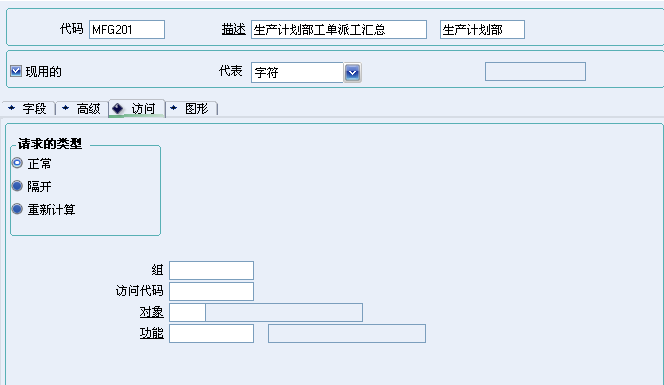 代码 MFG201 描述 生产计划部工单派工汇总 生产计划部
现用的 代表 字符
字段 高级 访问 图形
请求的类型
正常
隔开
重新计算
组
访问代码
对象
功能